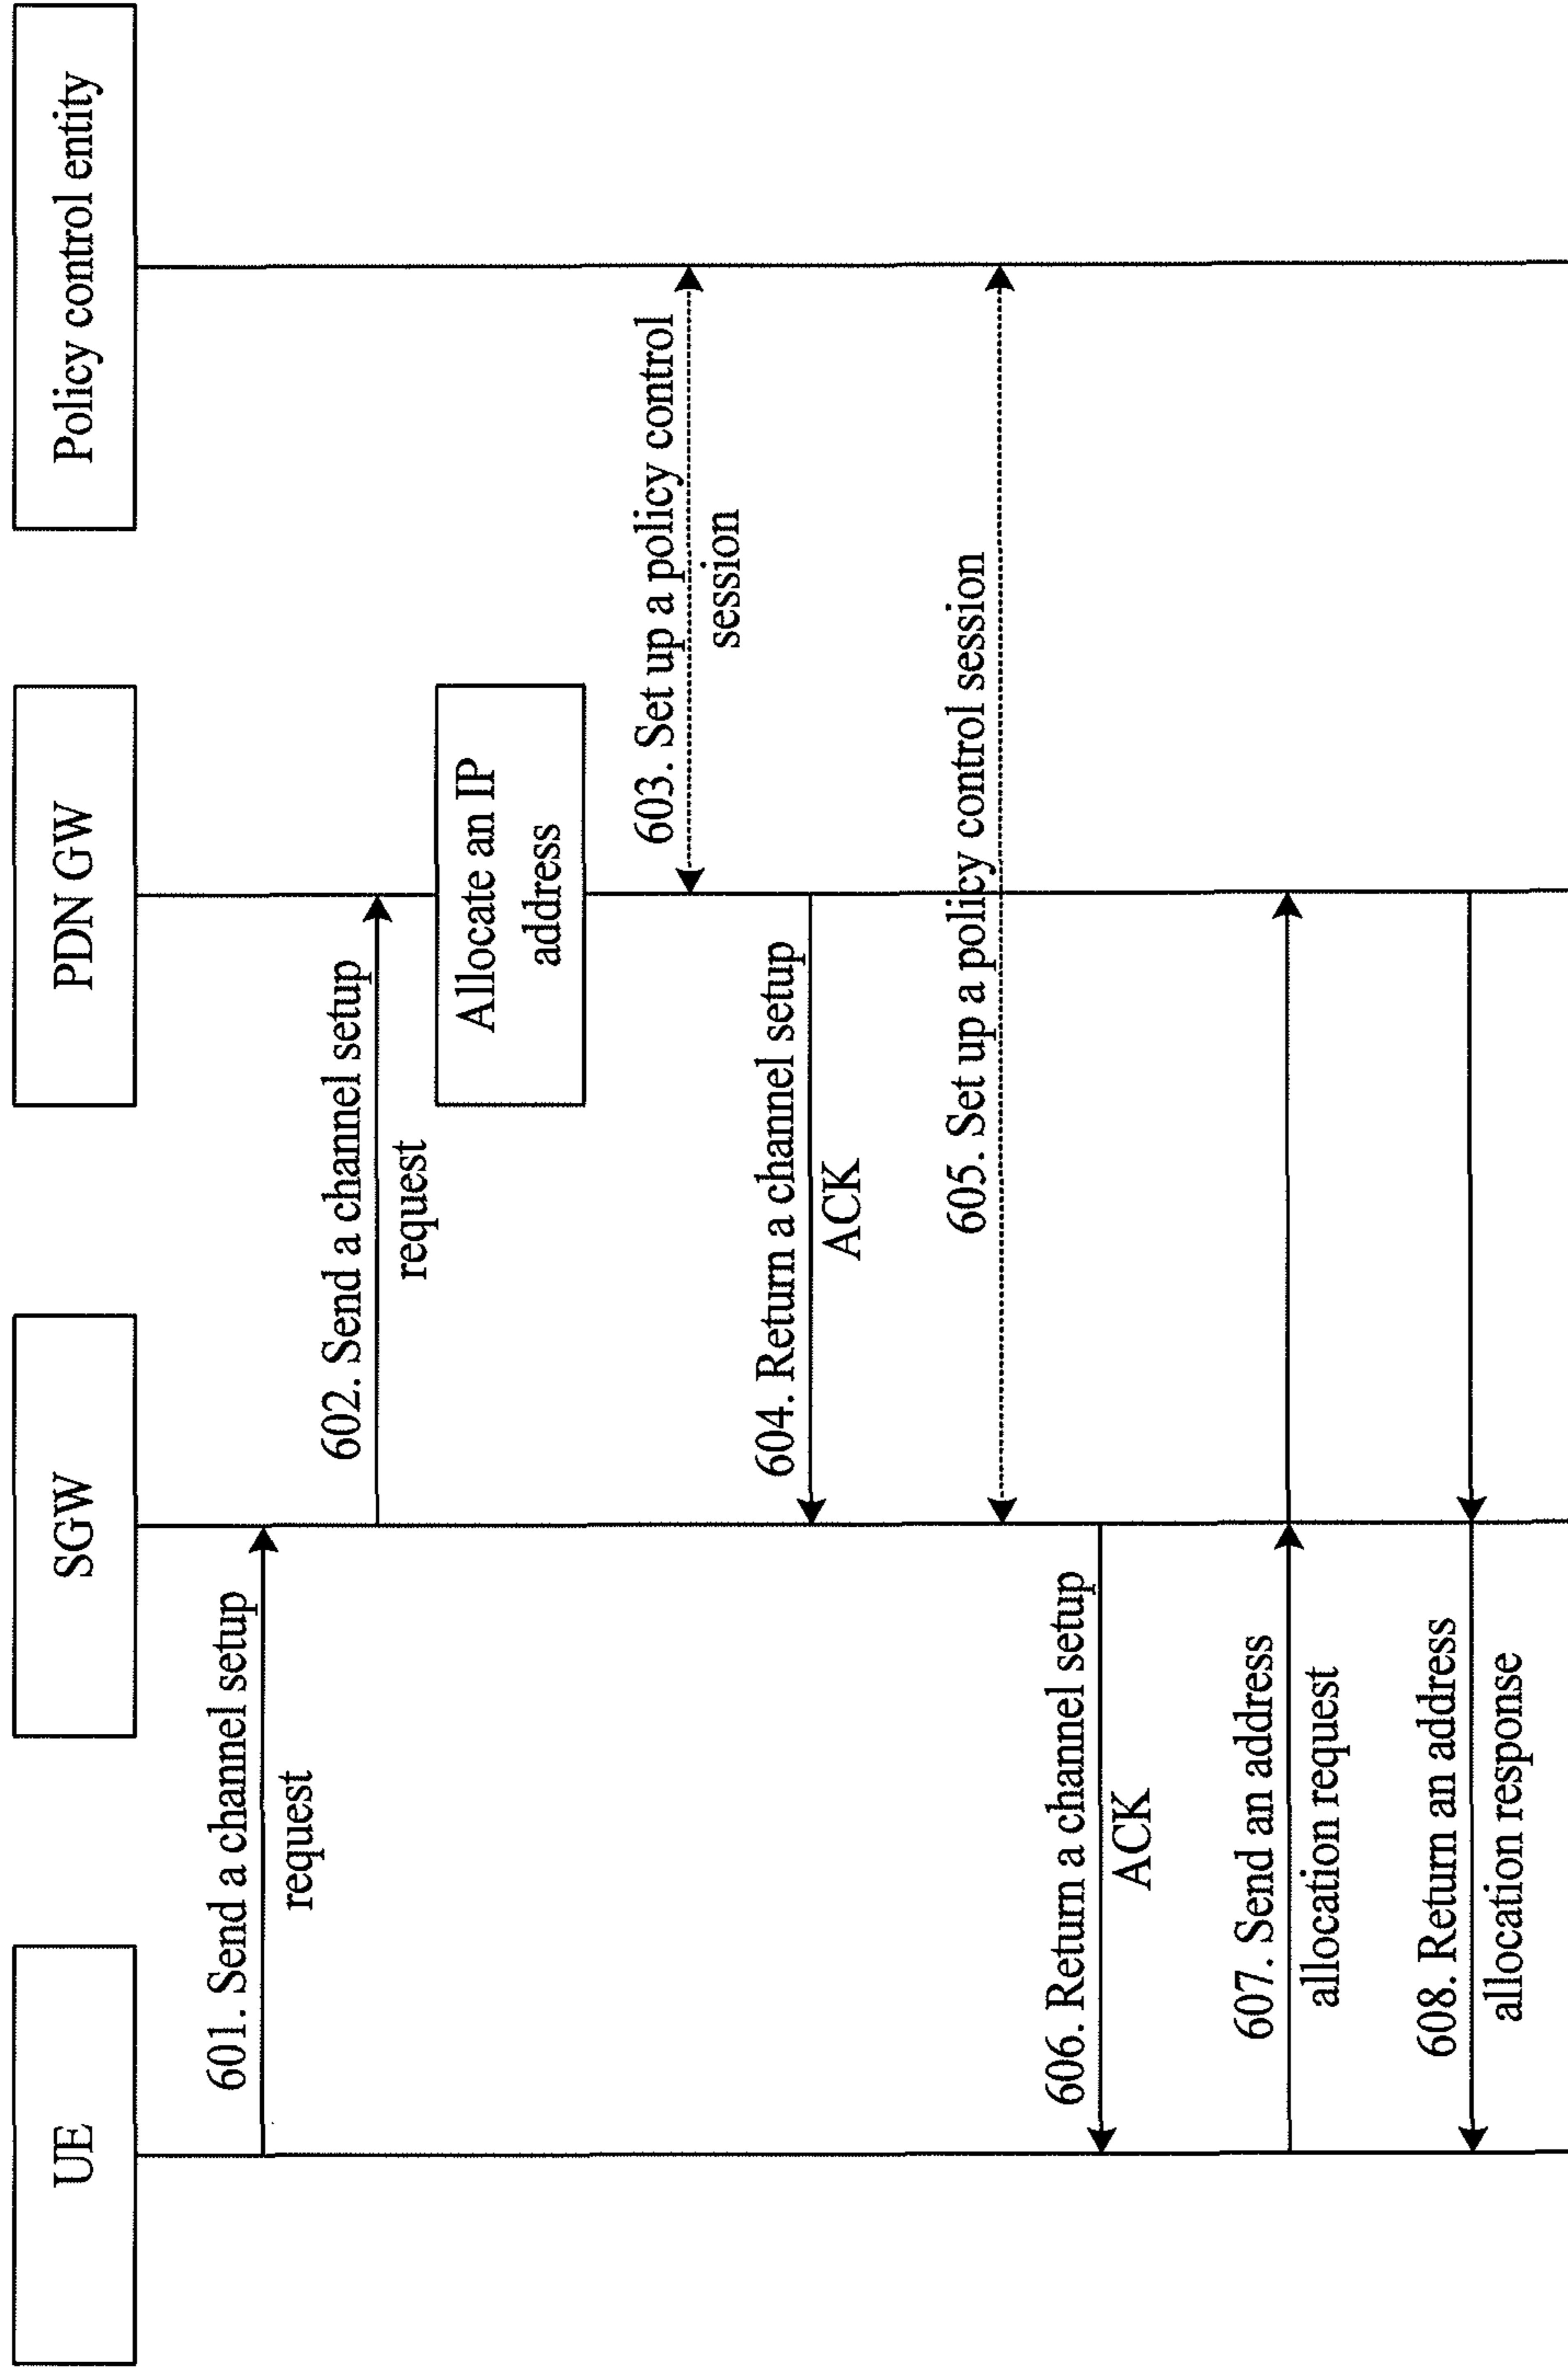 UE
SGW
PDN GW
Policy control entity
601. Send a channel setup
request
602. Send a channel setup
request
Allocate an IP
address
603. Set up a policy control
session
604. Return a channel setup
ACK
605. Set up a policy control session
606. Return a channel setup
ACK
607. Send an address
allocation request
608. Return an address
allocation response